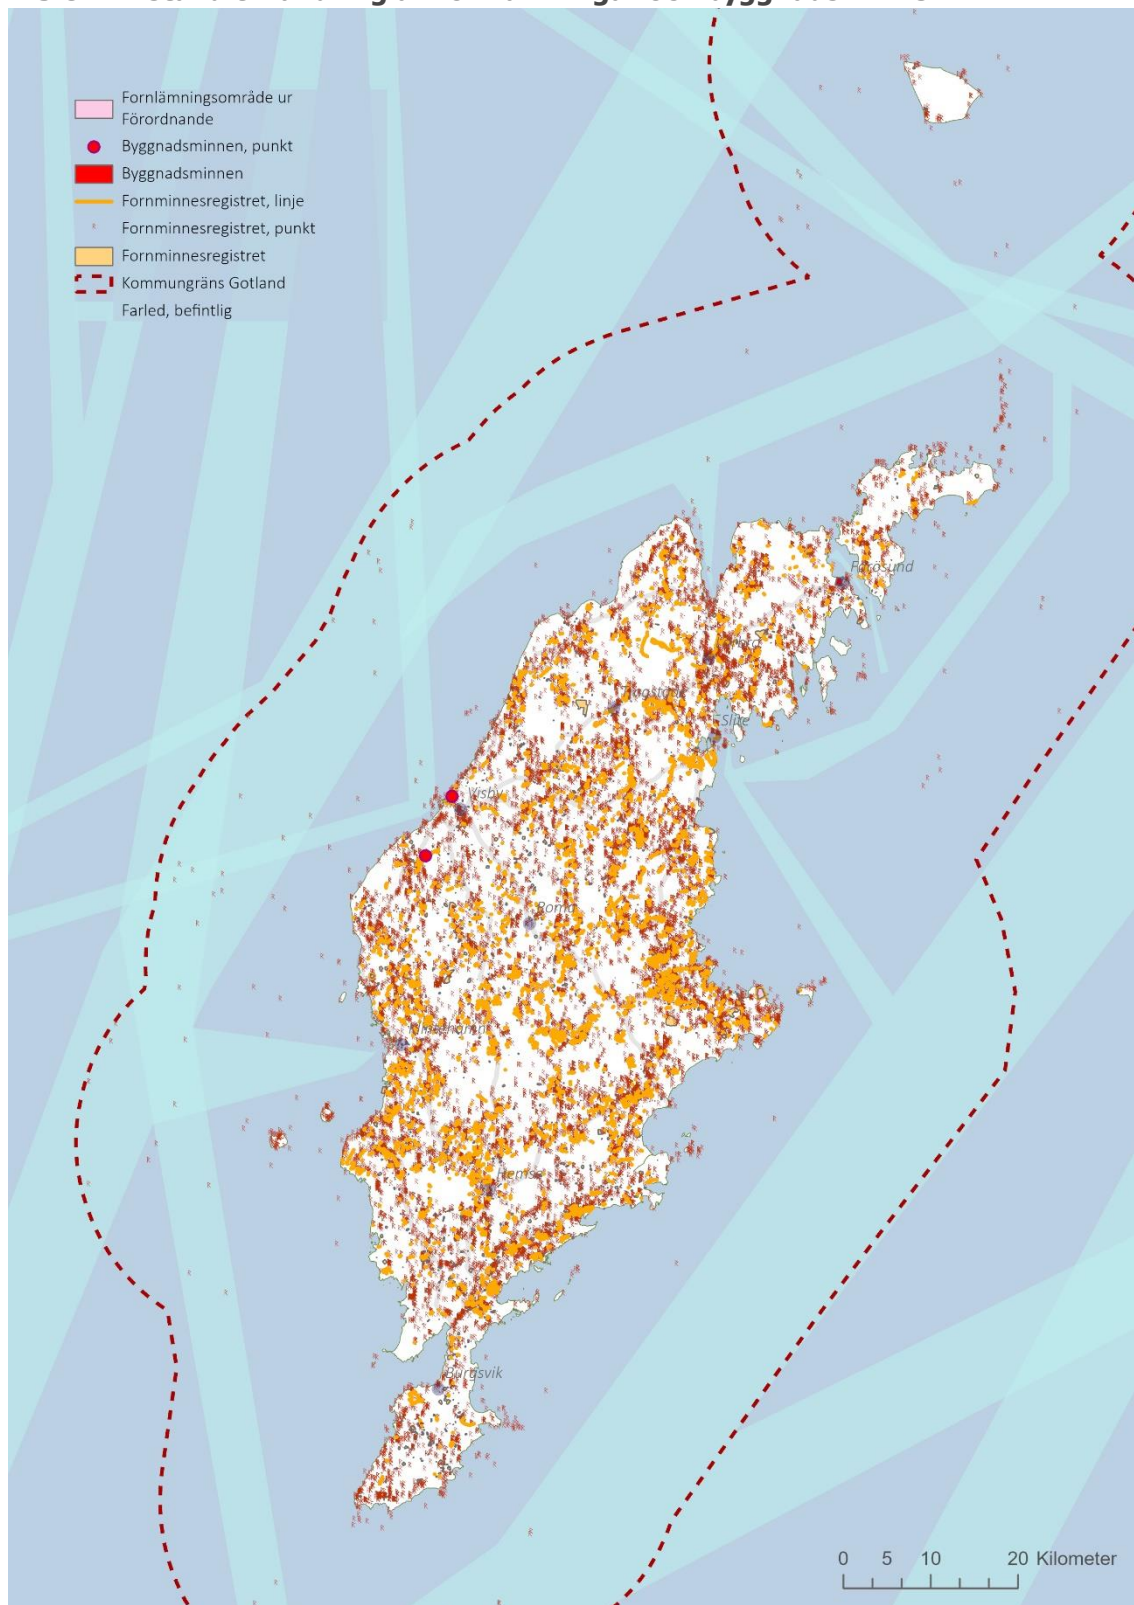 Fornlämningsområde ur
Förordnande
Byggnadsminnen, punkt
Byggnadsminnen
Fornminnesregistret, linje
Fornminnesregistret, punkt
Fornminnesregistret
Kommungräns Gotland
Farled, befintlig
Fårösund
Slite
Visby
Roma
Klintehamn
Hemse
Burgsvik
0 5 10 20 Kilometer